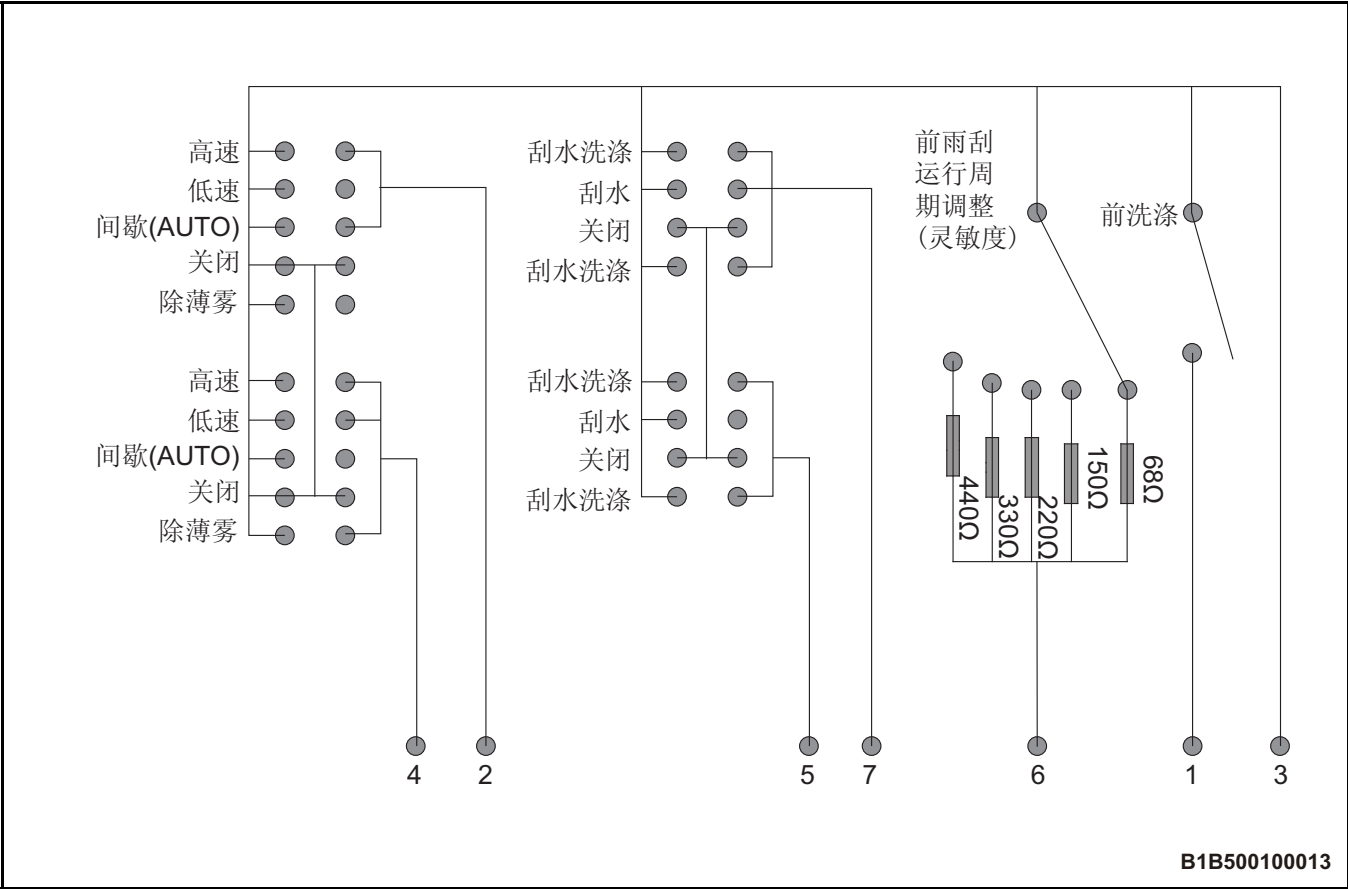 高速
低速
间歇(AUTO)
关闭
除薄雾
高速
低速
间歇(AUTO)
关闭
除薄雾
刮水洗涤
刮水
关闭
刮水洗涤
刮水洗涤
刮水
关闭
刮水洗涤
前雨刮
运行周
期调整
(灵敏度)
前洗涤
440Ω
330Ω
220Ω
150Ω
68Ω
4
2
5
7
6
1
3
B1B500100013